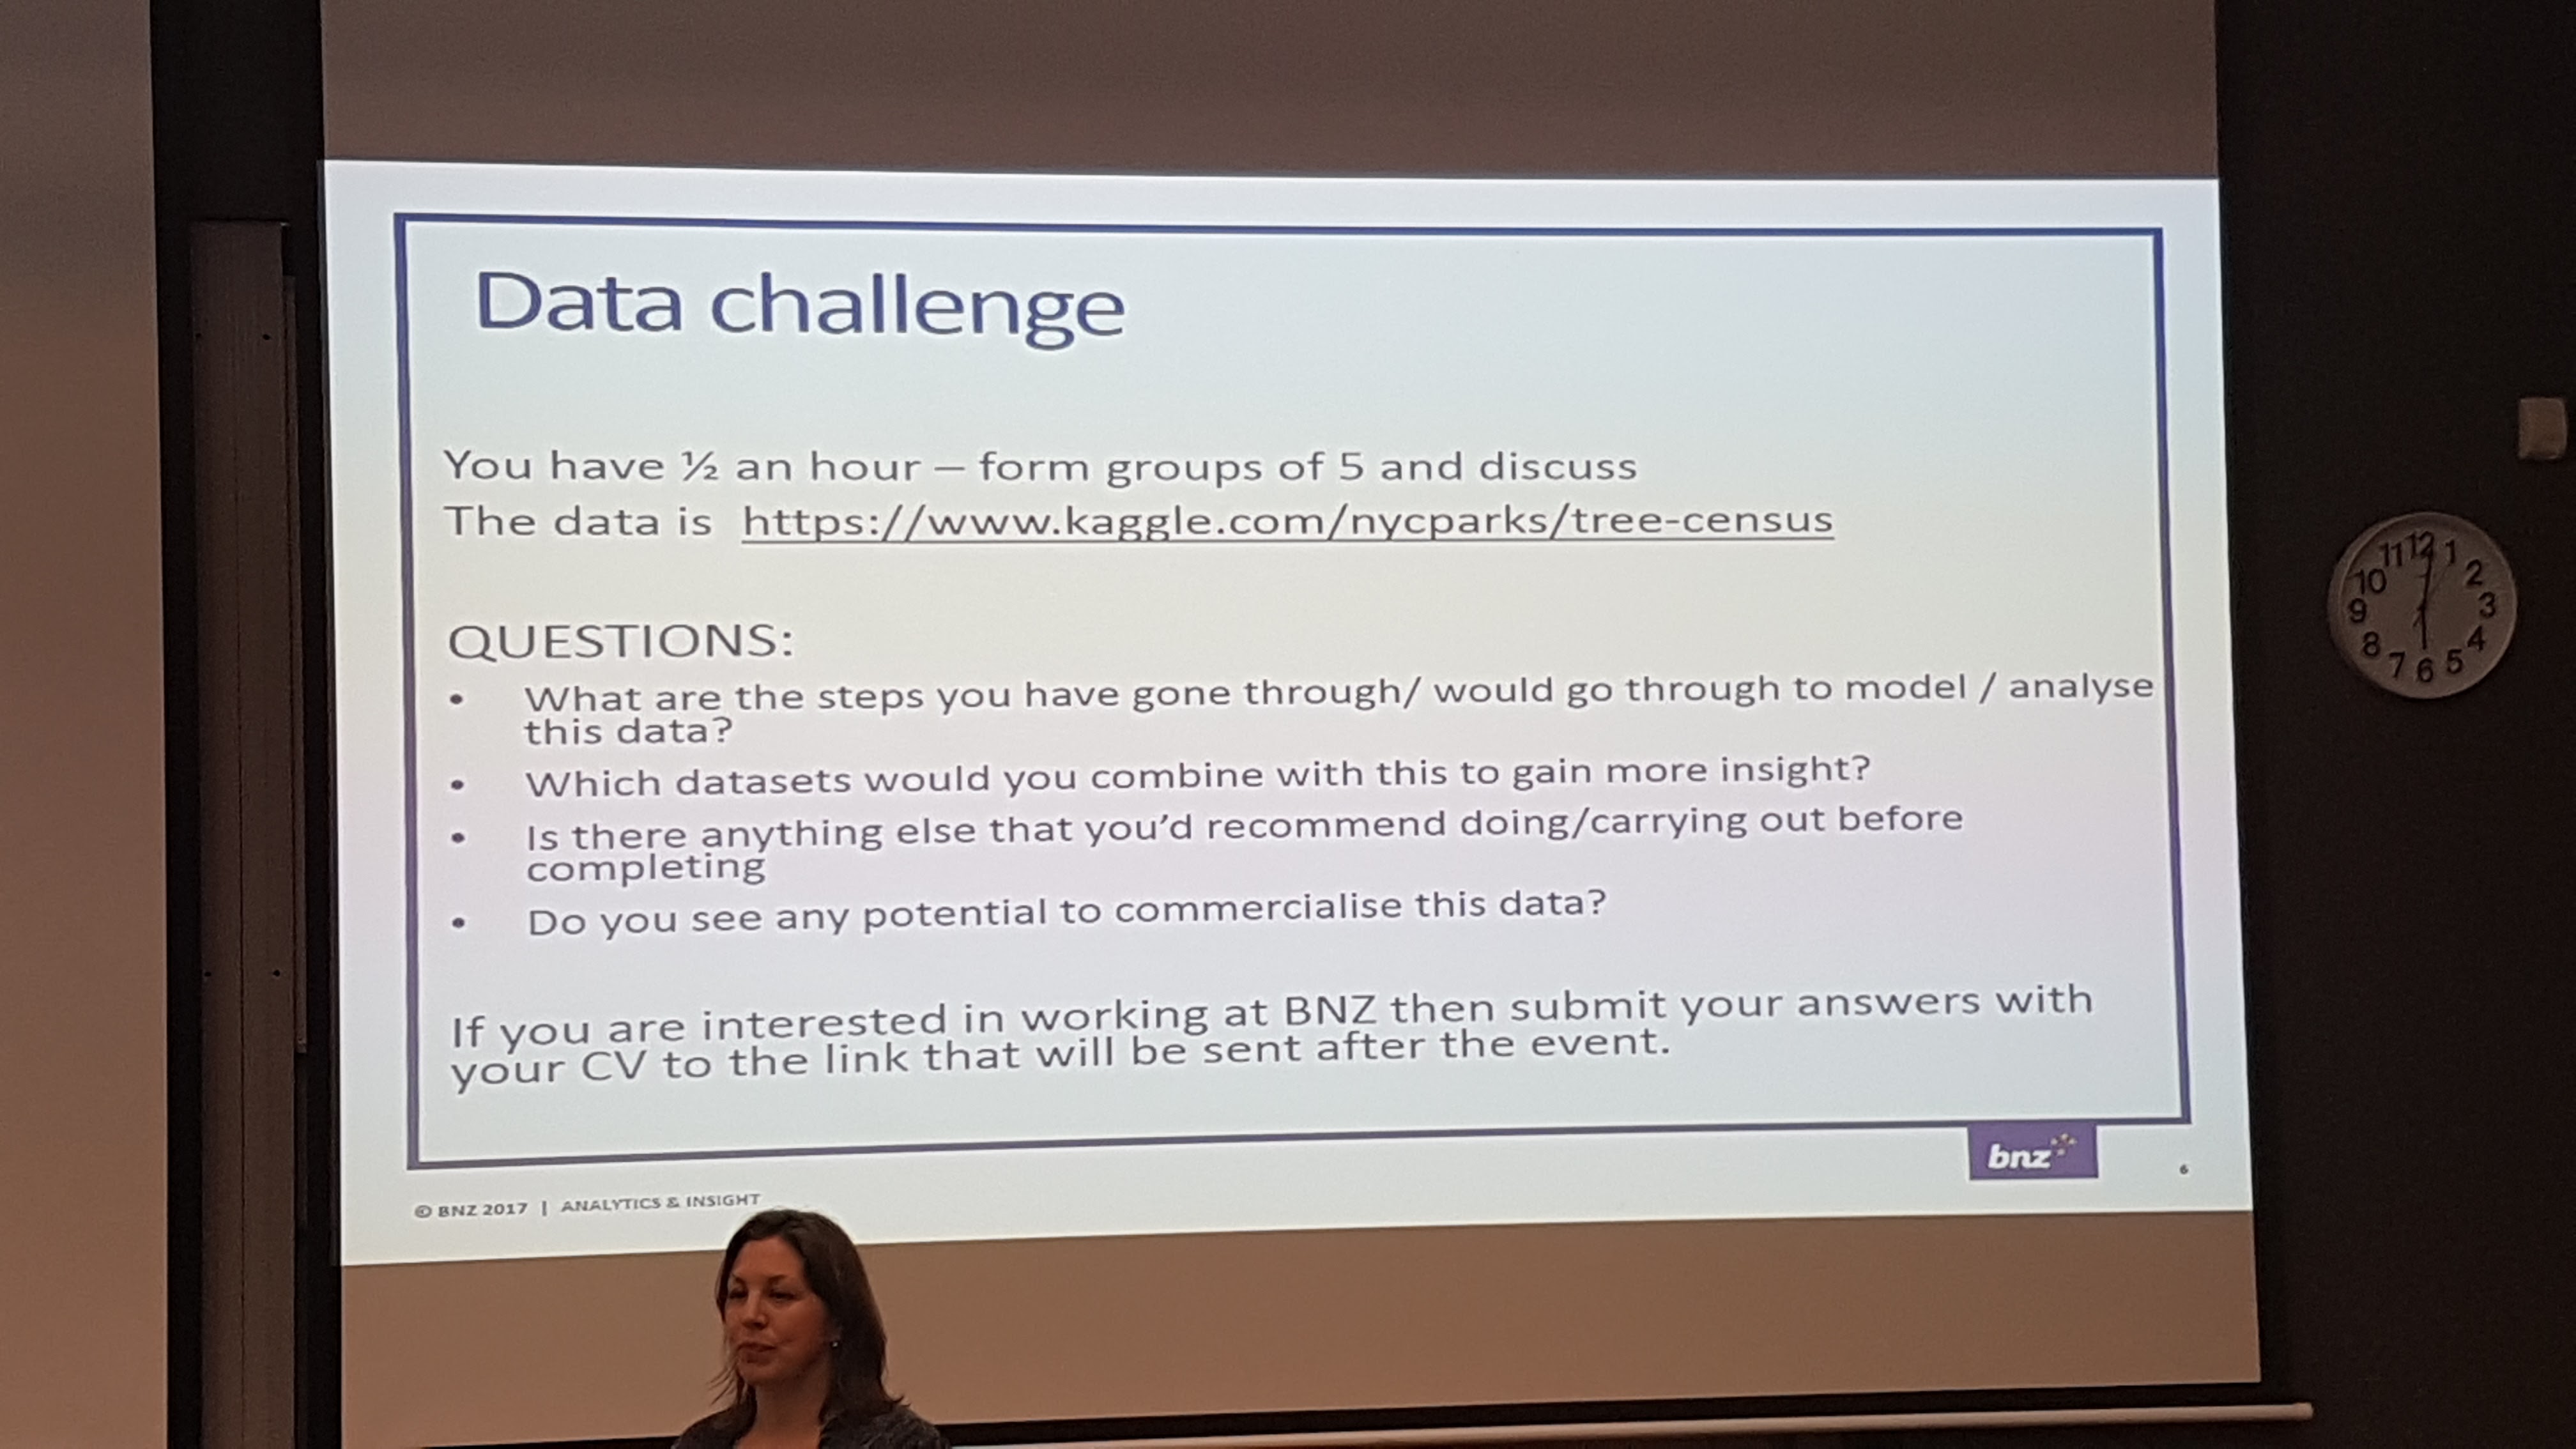 Data challenge
You have ½ an hour – form groups of 5 and discuss
The data is https://www.kaggle.com/nycparks/tree-census
QUESTIONS:
• What are the steps you have gone through/ would go through to model / analyse
this data?
• Which datasets would you combine with this to gain more insight?
• Is there anything else that you'd recommend doing/carrying out before
completing
• Do you see any potential to commercialise this data?
If you are interested in working at BNZ then submit your answers with
your CV to the link that will be sent after the event.
bnz
6
© BNZ 2017 | ANALYTICS & INSIGHT
11 12 1
10 2
9 3
8 4
7 6 5